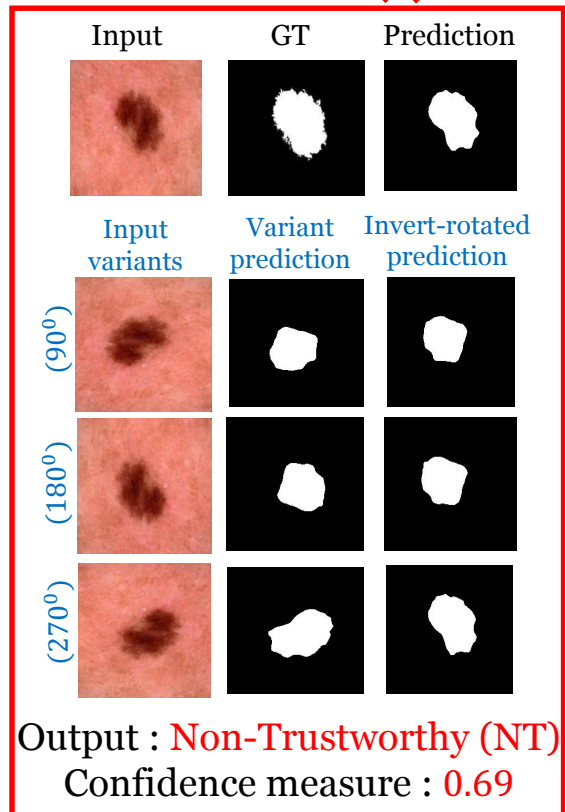 Input GT Prediction
Input Variant Invert-rotated
variants prediction prediction
(90⁰)
(180⁰)
(270⁰)
Output : Non-Trustworthy (NT)
Confidence measure : 0.69